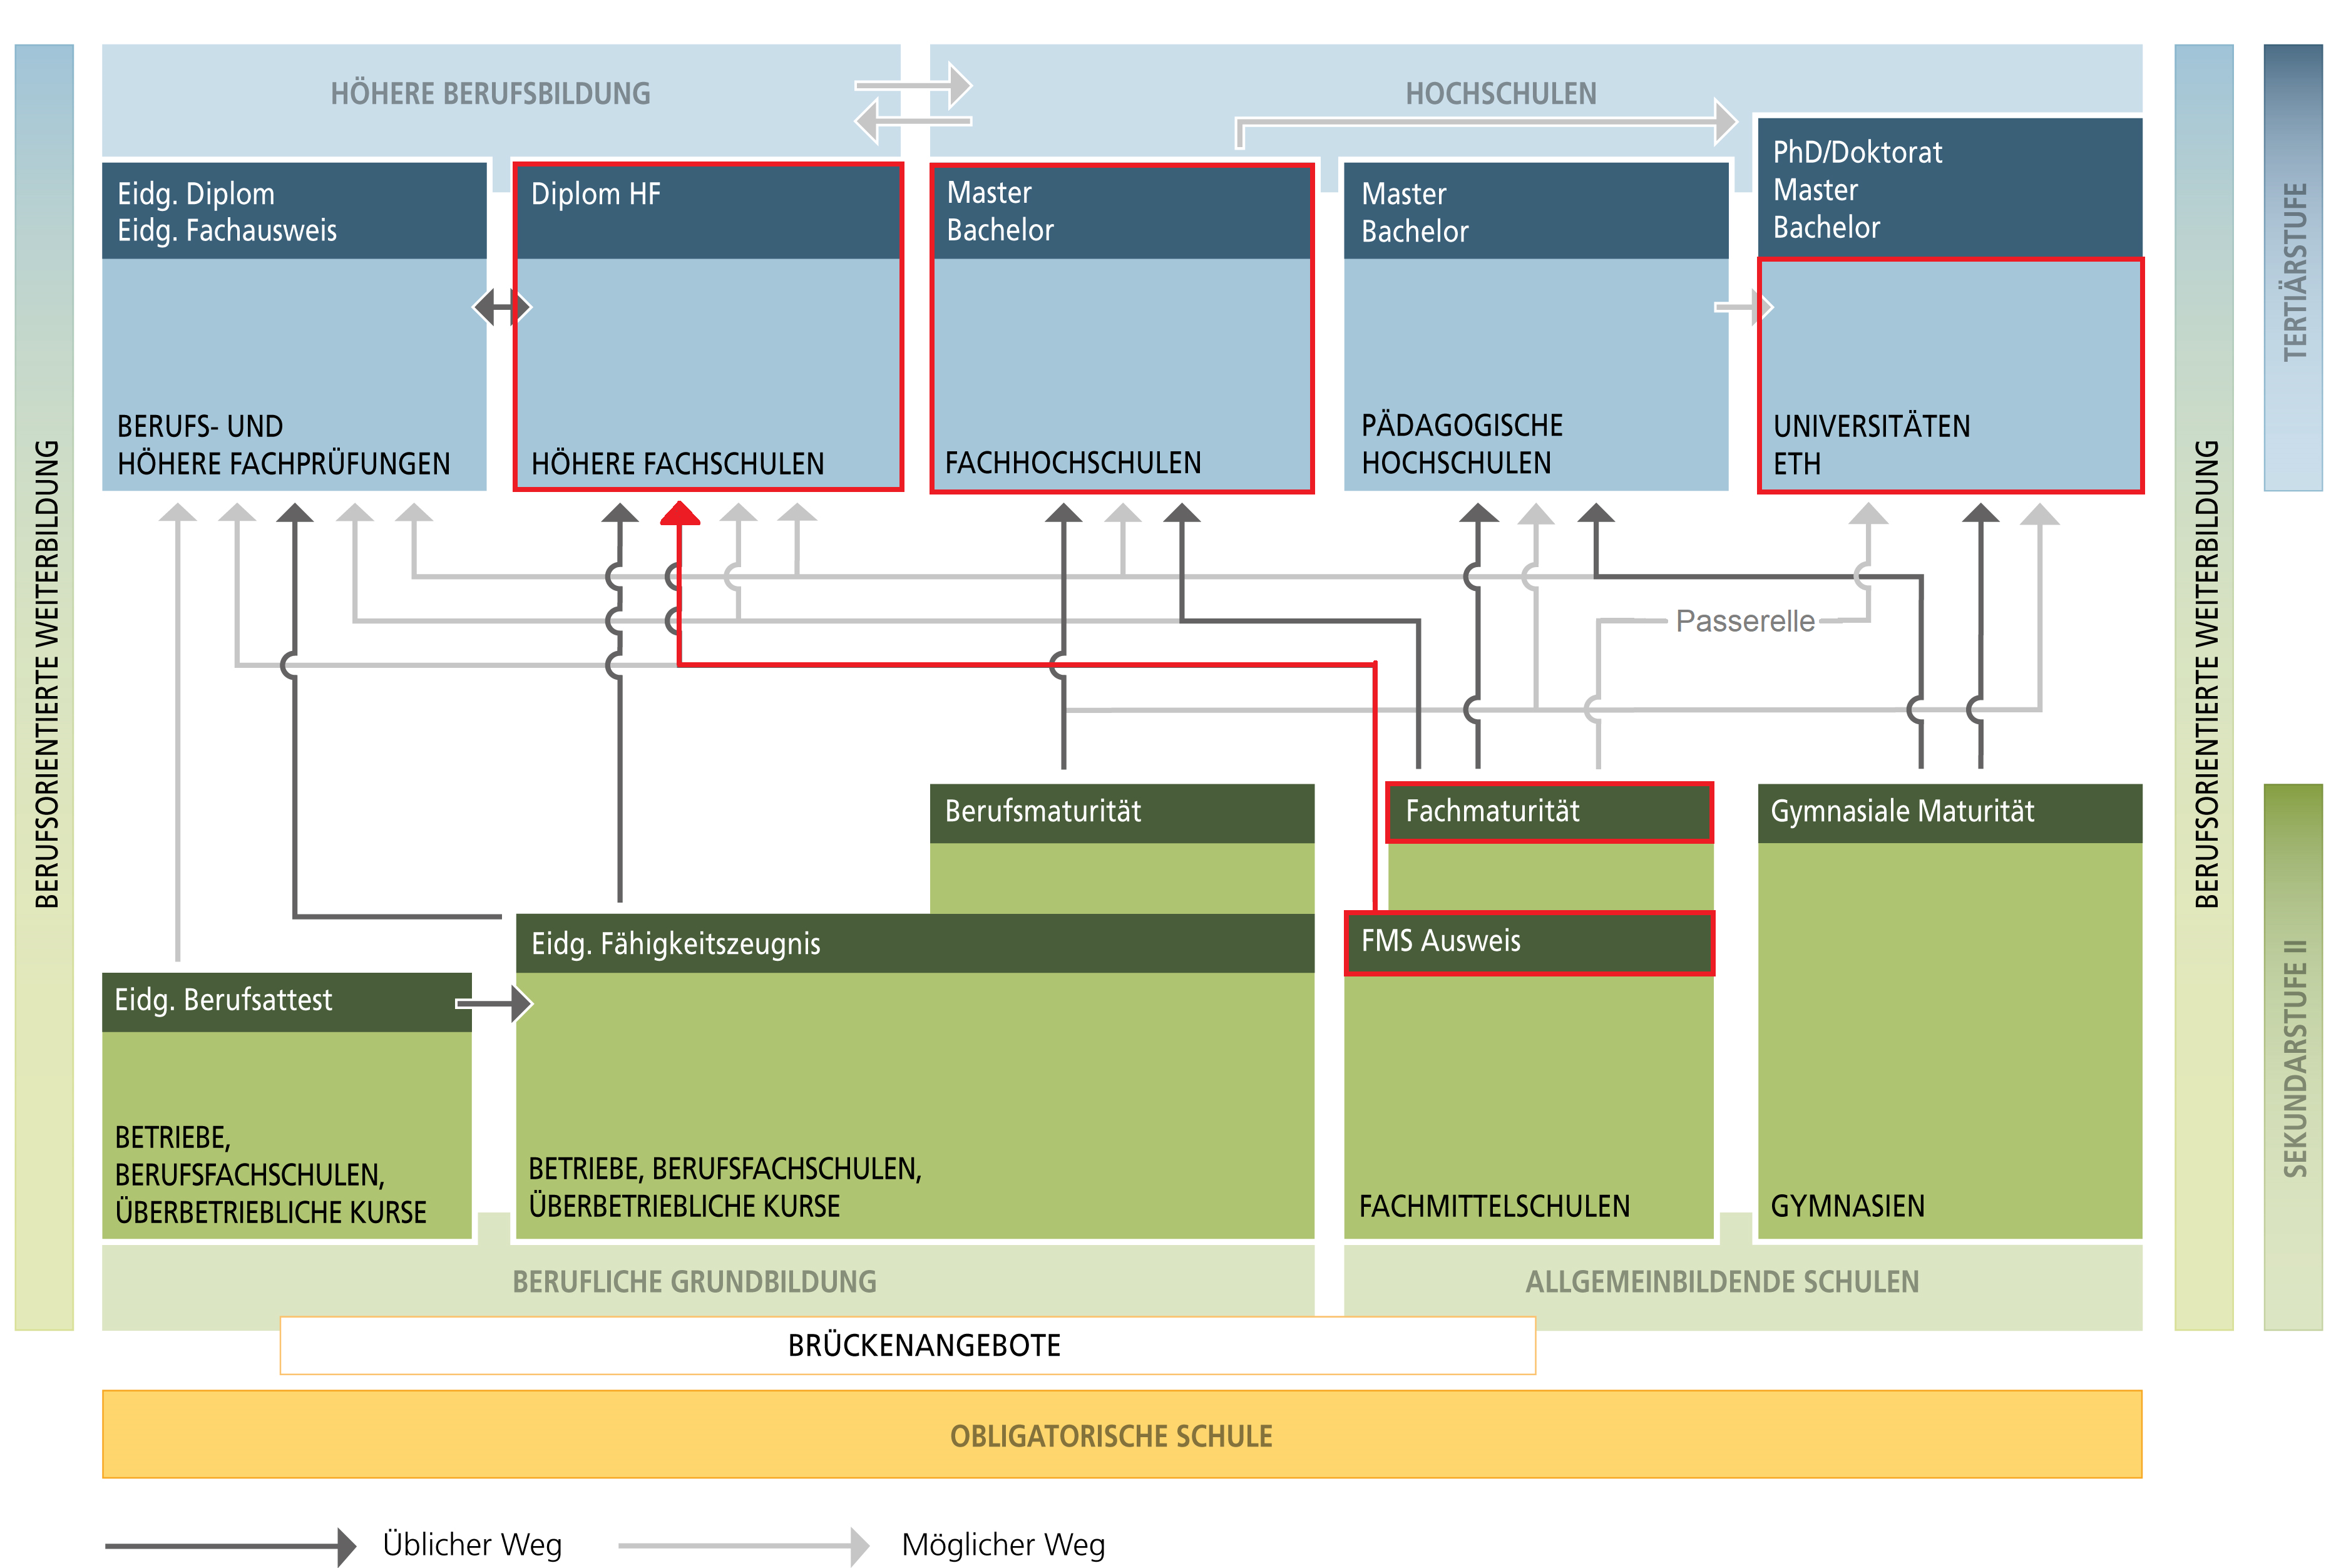 HÖHERE BERUFSBILDUNG
HOCHSCHULEN
Eidg. Diplom
Eidg. Fachausweis
BERUFS- UND
HÖHERE FACHPRÜFUNGEN
Diplom HF
HÖHERE FACHSCHULEN
Master
Bachelor
FACHHOCHSCHULEN
Master
Bachelor
PÄDAGOGISCHE
HOCHSCHULEN
PhD/Doktorat
Master
Bachelor
UNIVERSITÄTEN
ETH
BERUFSORIENTIERTE WEITERBILDUNG
BERUFSORIENTIERTE WEITERBILDUNG
TERTIÄRSTUFE
SEKUNDARSTUFE II
Passerelle
Berufsmaturität
Fachmaturität
Gymnasiale Maturität
Eidg. Fähigkeitszeugnis
FMS Ausweis
Eidg. Berufsattest
BETRIEBE,
BERUFSFACHSCHULEN,
ÜBERBETRIEBLICHE KURSE
BETRIEBE, BERUFSFACHSCHULEN,
ÜBERBETRIEBLICHE KURSE
FACHMITTELSCHULEN
GYMNASIEN
BERUFLICHE GRUNDBILDUNG
ALLGEMEINBILDENDE SCHULEN
BRÜCKENANGEBOTE
OBLIGATORISCHE SCHULE
Üblicher Weg
Möglicher Weg